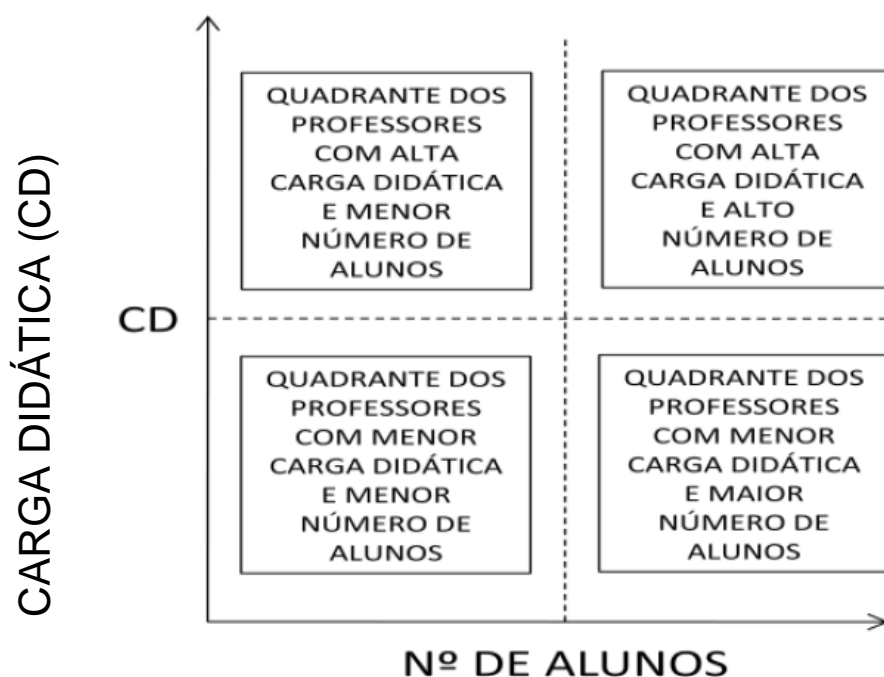 CARGA DIDÁTICA (CD)
QUADRANTE DOS
PROFESSORES
COM ALTA
CARGA DIDÁTICA
E MENOR
NÚMERO DE
ALUNOS
QUADRANTE DOS
PROFESSORES
COM ALTA
CARGA DIDÁTICA
E ALTO
NÚMERO DE
ALUNOS
CD
QUADRANTE DOS
PROFESSORES
COM MENOR
CARGA DIDÁTICA
E MENOR
NÚMERO DE
ALUNOS
QUADRANTE DOS
PROFESSORES
COM MENOR
CARGA DIDÁTICA
E MAIOR
NÚMERO DE
ALUNOS
Nº DE ALUNOS